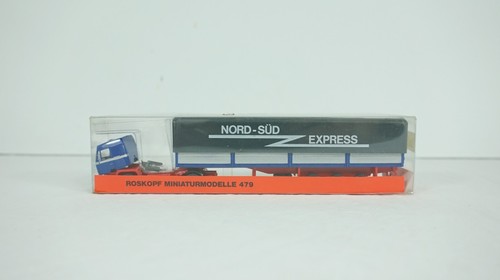 NORD-SÜD
EXPRESS
ROSKOPF MINIATURMODELLE 479